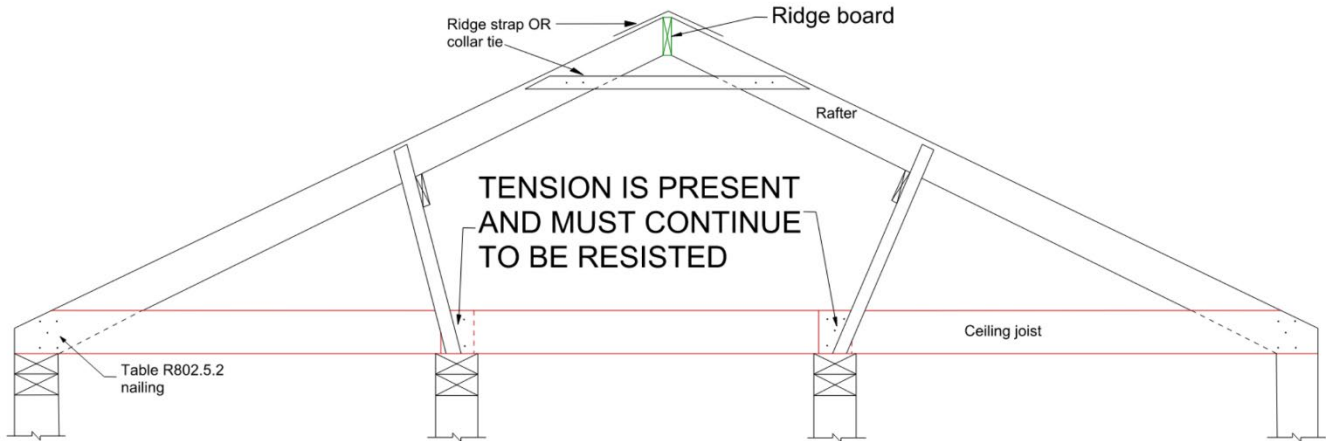 Ridge strap OR
collar tie
Ridge board
Rafter
TENSION IS PRESENT
AND MUST CONTINUE
TO BE RESISTED
Ceiling joist
Table R802.5.2
nailing